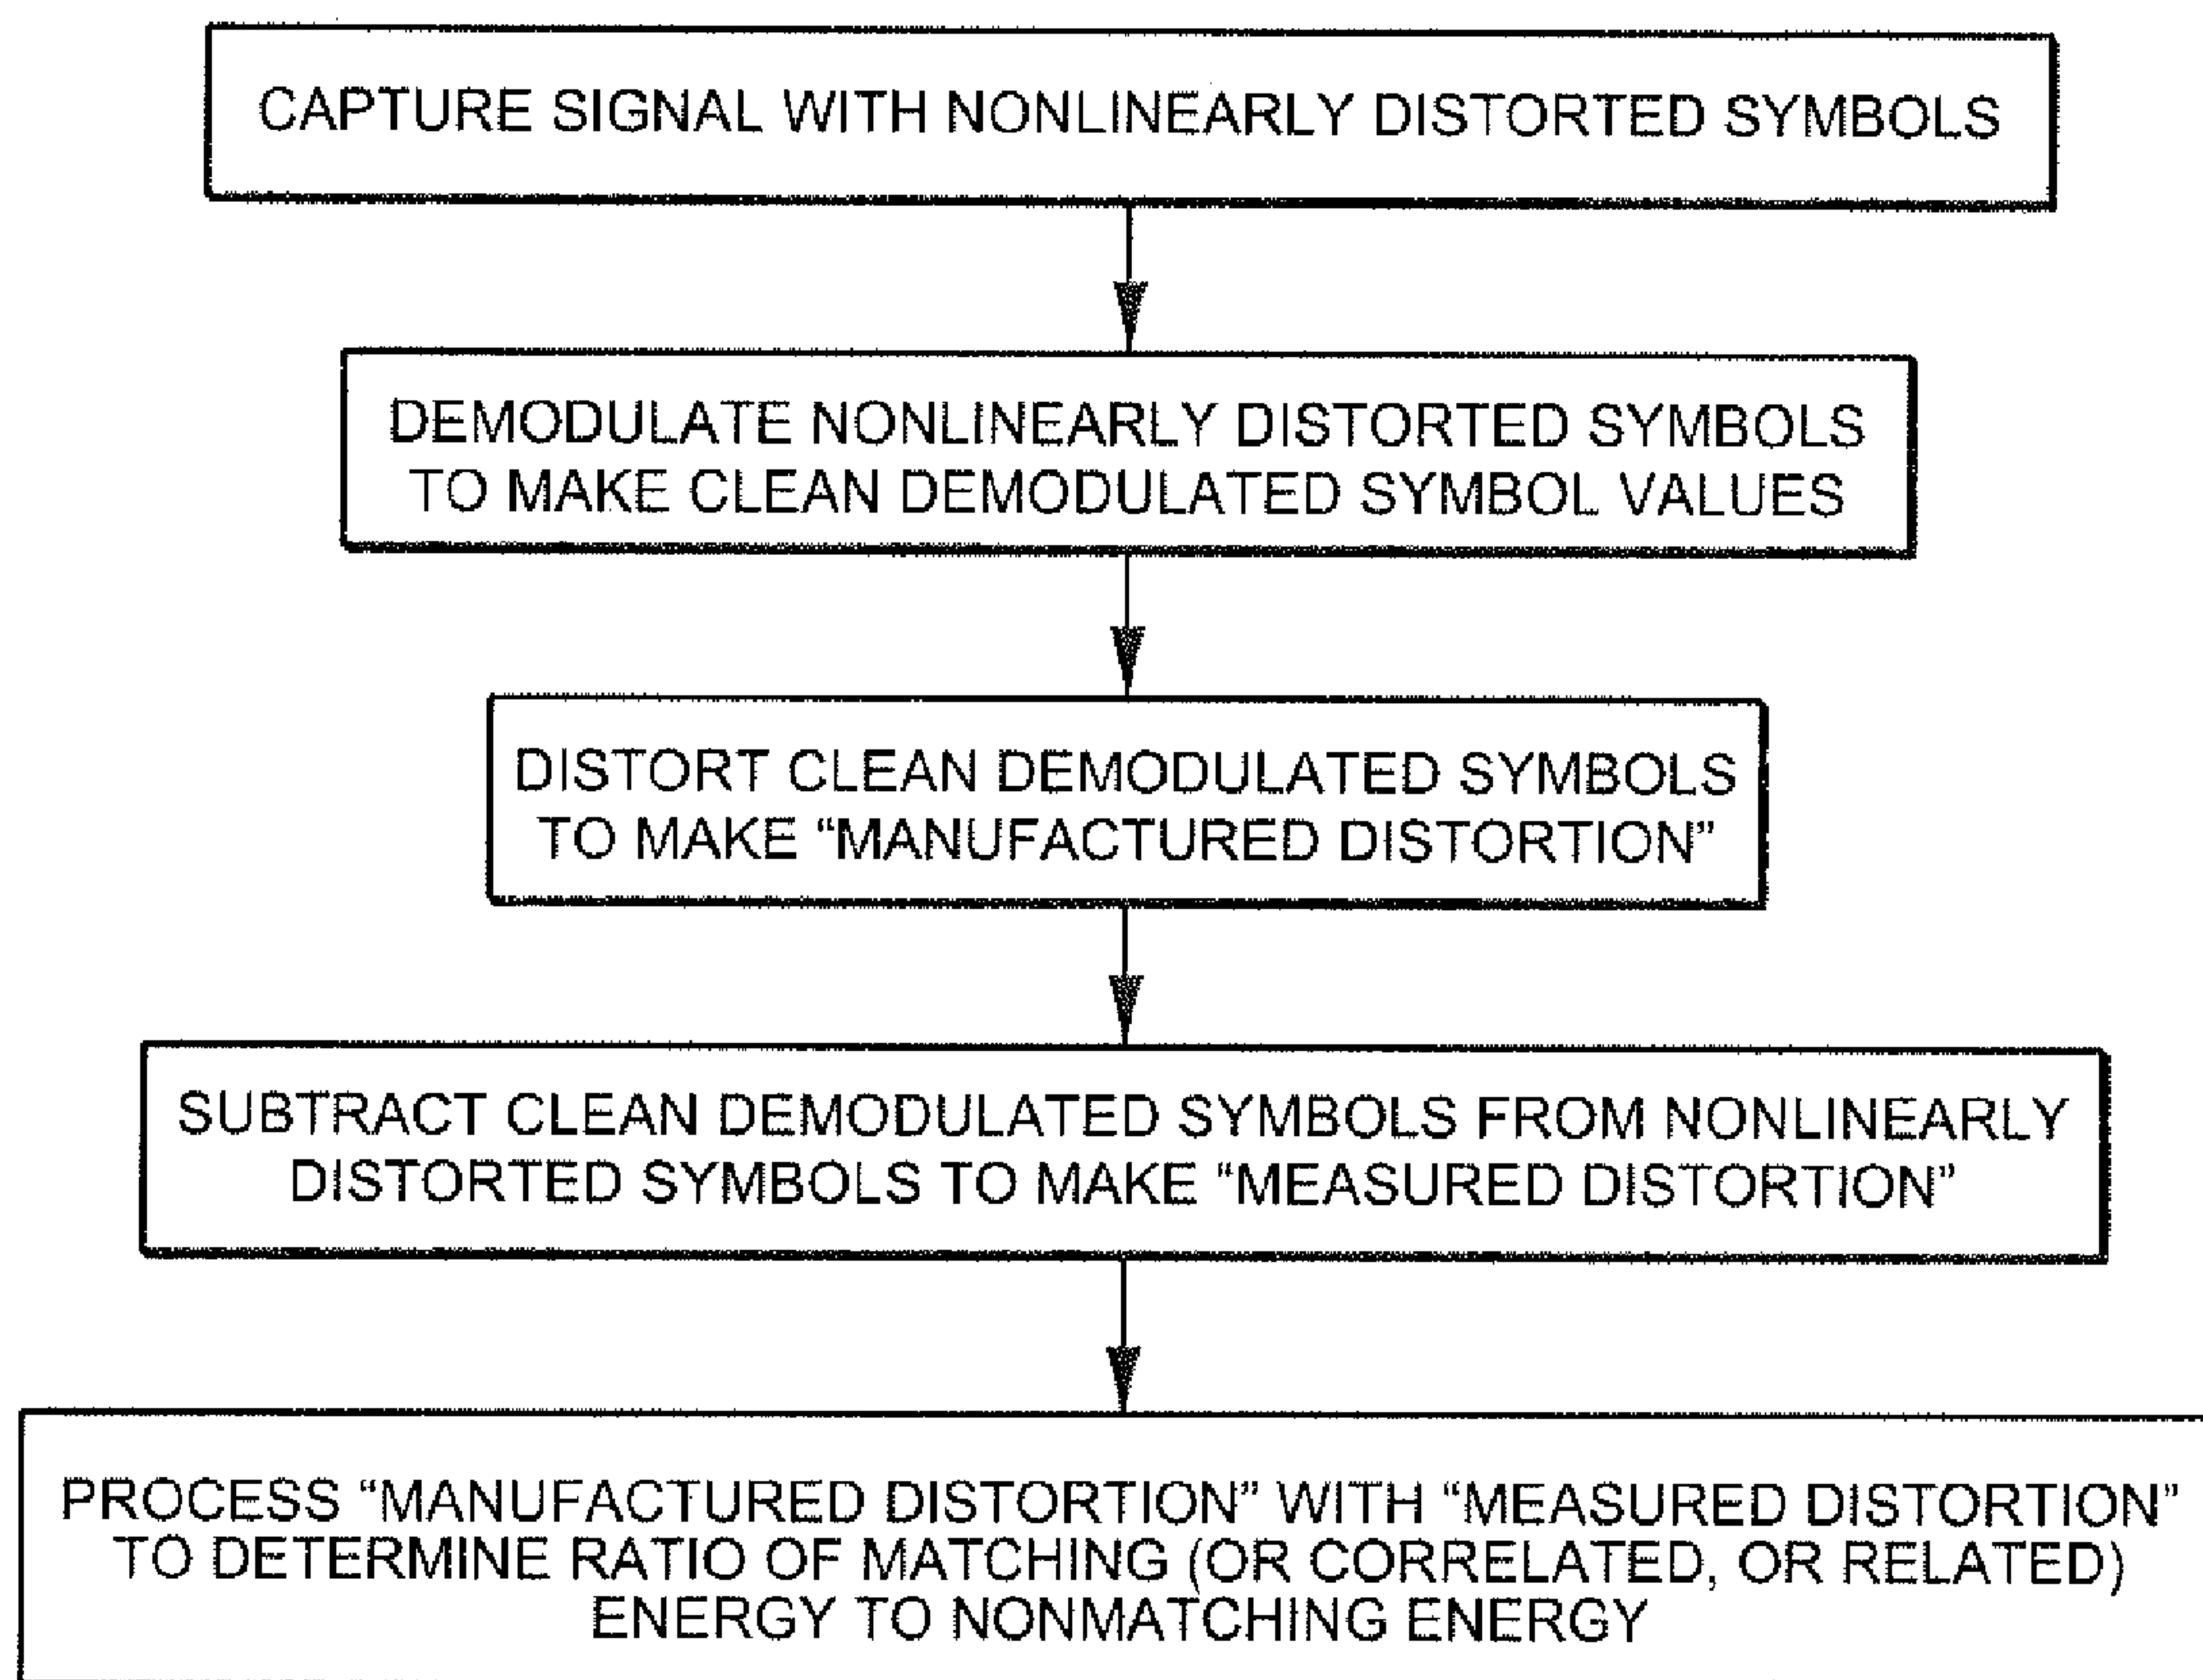 CAPTURE SIGNAL WITH NONLINEARLY DISTORTED SYMBOLS
DEMODULATE NONLINEARLY DISTORTED SYMBOLS
TO MAKE CLEAN DEMODULATED SYMBOL VALUES
DISTORT CLEAN DEMODULATED SYMBOLS
TO MAKE “MANUFACTURED DISTORTION”
SUBTRACT CLEAN DEMODULATED SYMBOLS FROM NONLINEARLY
DISTORTED SYMBOLS TO MAKE “MEASURED DISTORTION”
PROCESS “MANUFACTURED DISTORTION” WITH “MEASURED DISTORTION”
TO DETERMINE RATIO OF MATCHING (OR CORRELATED, OR RELATED)
ENERGY TO NONMATCHING ENERGY